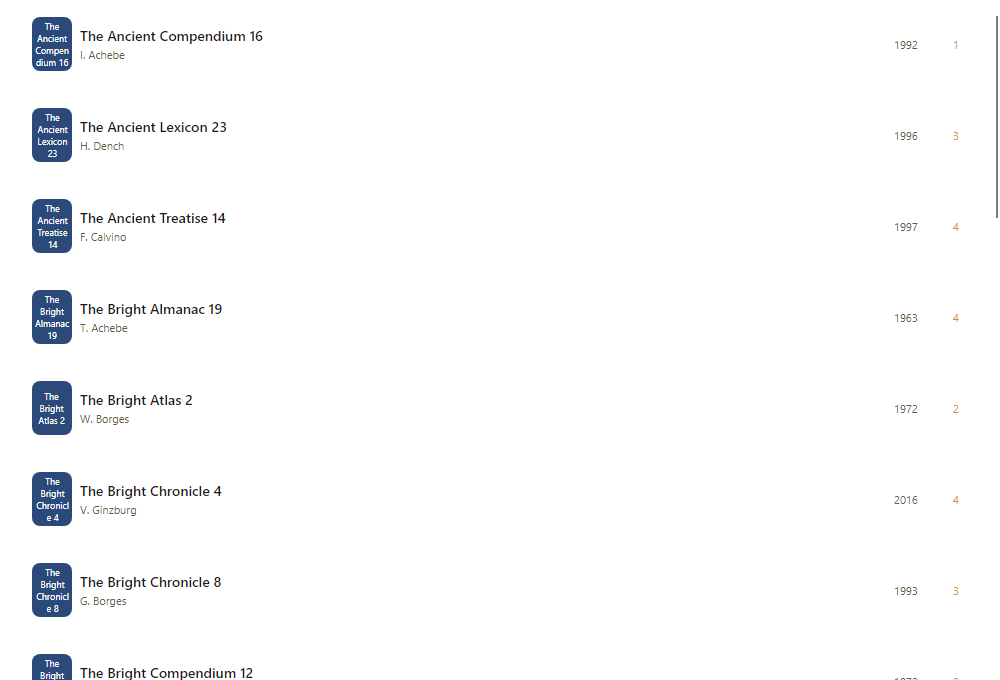 The
Ancient
Compen
dium 16
The Ancient Compendium 16
I. Achebe
1992
1
The
Ancient
Lexicon
23
The Ancient Lexicon 23
H. Dench
1996
3
The
Ancient
Treatise
14
The Ancient Treatise 14
F. Calvino
1997
4
The
Bright
Almanac
19
The Bright Almanac 19
T. Achebe
1963
4
The
Bright
Atlas 2
The Bright Atlas 2
W. Borges
1972
2
The
Bright
Chronicl
e 4
The Bright Chronicle 4
V. Ginzburg
2016
4
The
Bright
Chronicl
e 8
The Bright Chronicle 8
G. Borges
1993
3
The
Bright
The Bright Compendium 12